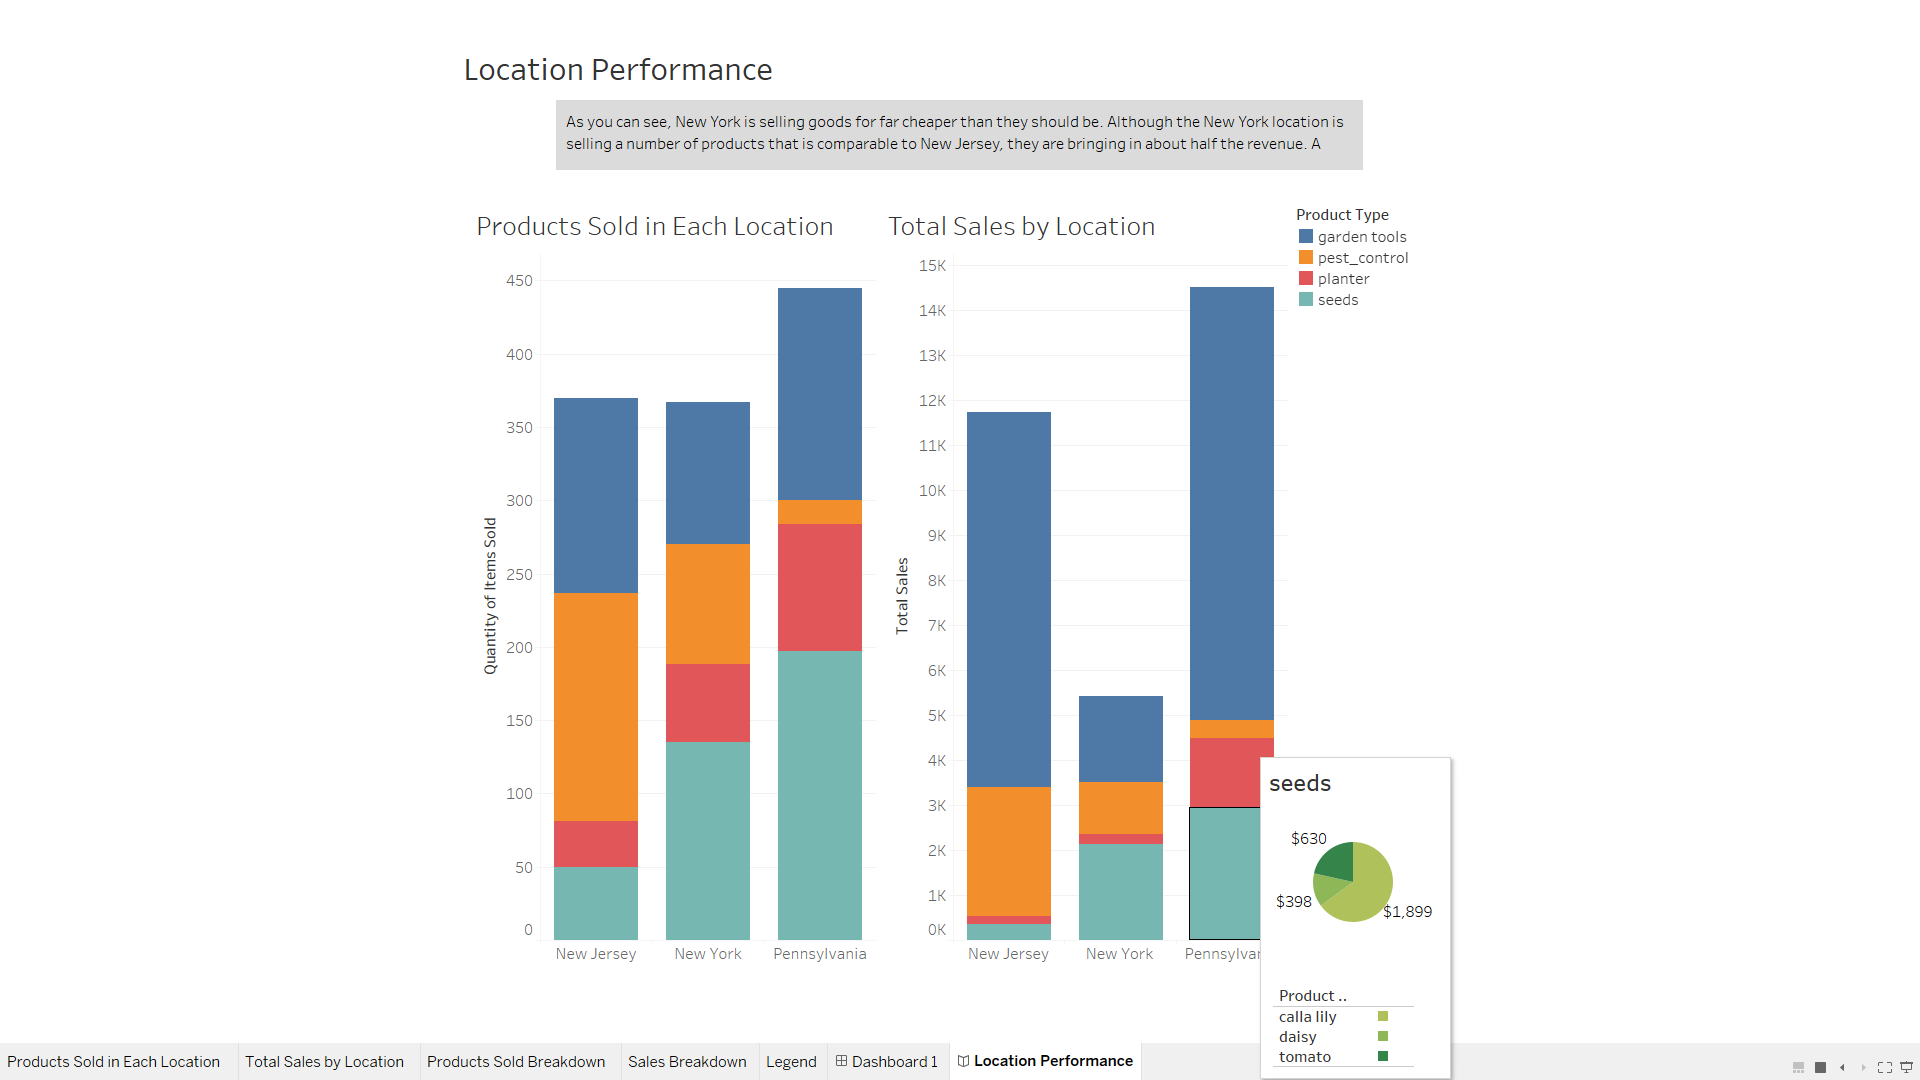 Location Performance
As you can see, New York is selling goods for far cheaper than they should be. Although the New York location is
selling a number of products that is comparable to New Jersey, they are bringing in about half the revenue. A
Products Sold in Each Location
Total Sales by Location
Product Type
garden tools
pest_control
planter
seeds
Quantity of Items Sold
450
400
350
300
250
200
150
100
50
0
New Jersey
New York
Pennsylvania
Total Sales
15K
14K
13K
12K
11K
10K
9K
8K
7K
6K
5K
4K
3K
2K
1K
0K
New Jersey
New York
seeds
$630
$398
$1,899
Product ..
calla lily
daisy
tomato
Products Sold in Each Location
Total Sales by Location
Products Sold Breakdown
Sales Breakdown
Legend
Dashboard 1
Location Performance